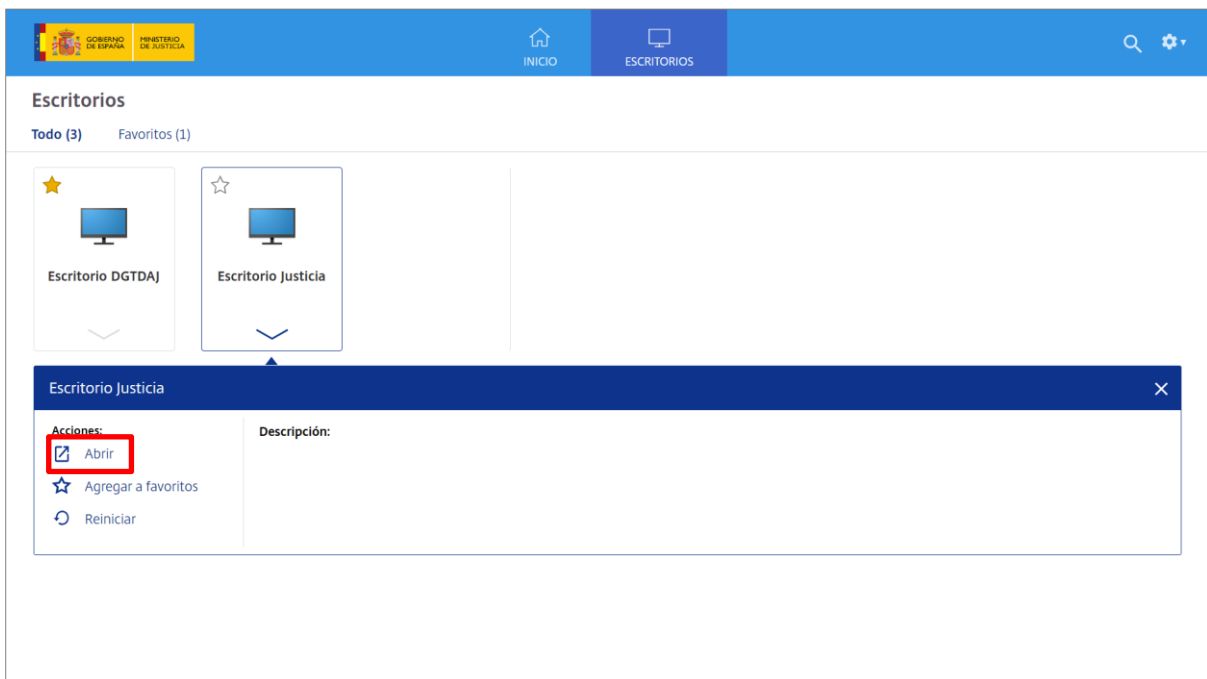 GOBIERNO DE ESPAÑA
MINISTERIO DE JUSTICIA
INICIO
ESCRITORIOS
Escritorios
Todo (3)
Favoritos (1)
Escritorio DGTDAJ
Escritorio Justicia
Escritorio Justicia
Acciones:
Descripción:
Abrir
Agregar a favoritos
Reiniciar